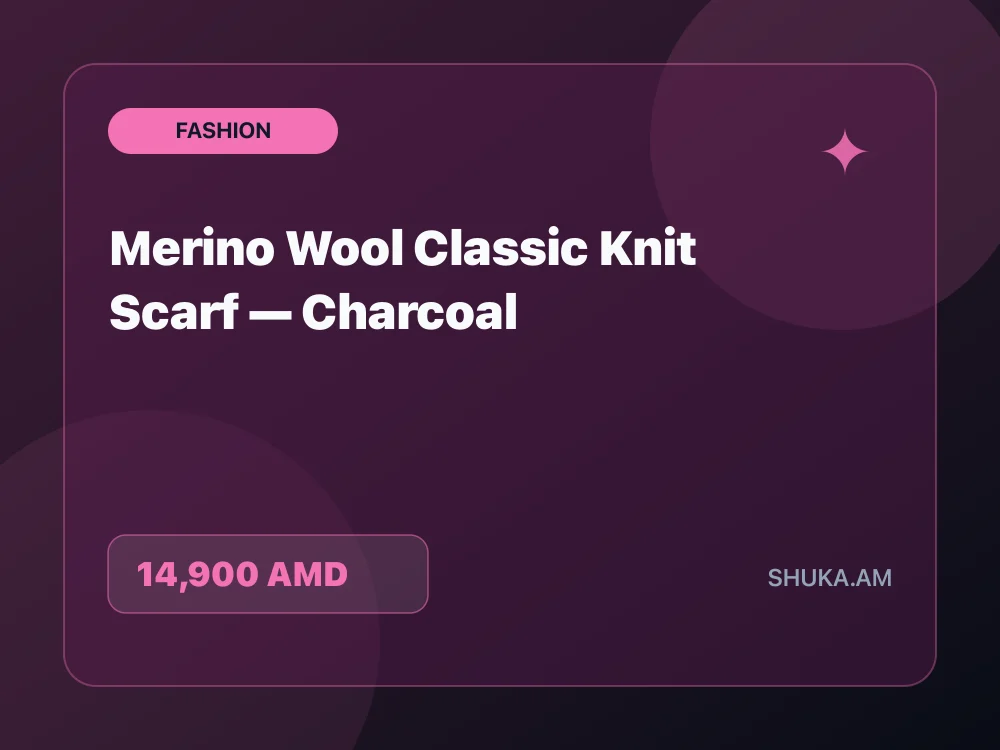 FASHION
Merino Wool Classic Knit
Scarf — Charcoal
14,900 AMD
SHUKA.AM